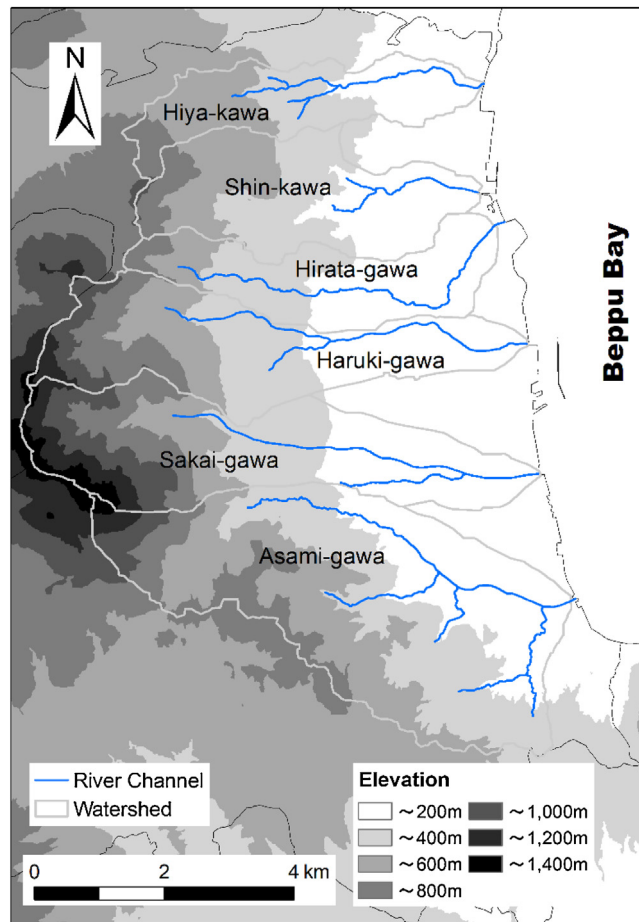 N
Hiya-kawa
Shin-kawa
Hirata-gawa
Beppu Bay
Haruki-gawa
Sakai-gawa
Asami-gawa
River Channel
Watershed
0 2 4 km
Elevation
~200m ~1,000m
~400m ~1,200m
~600m ~1,400m
~800m